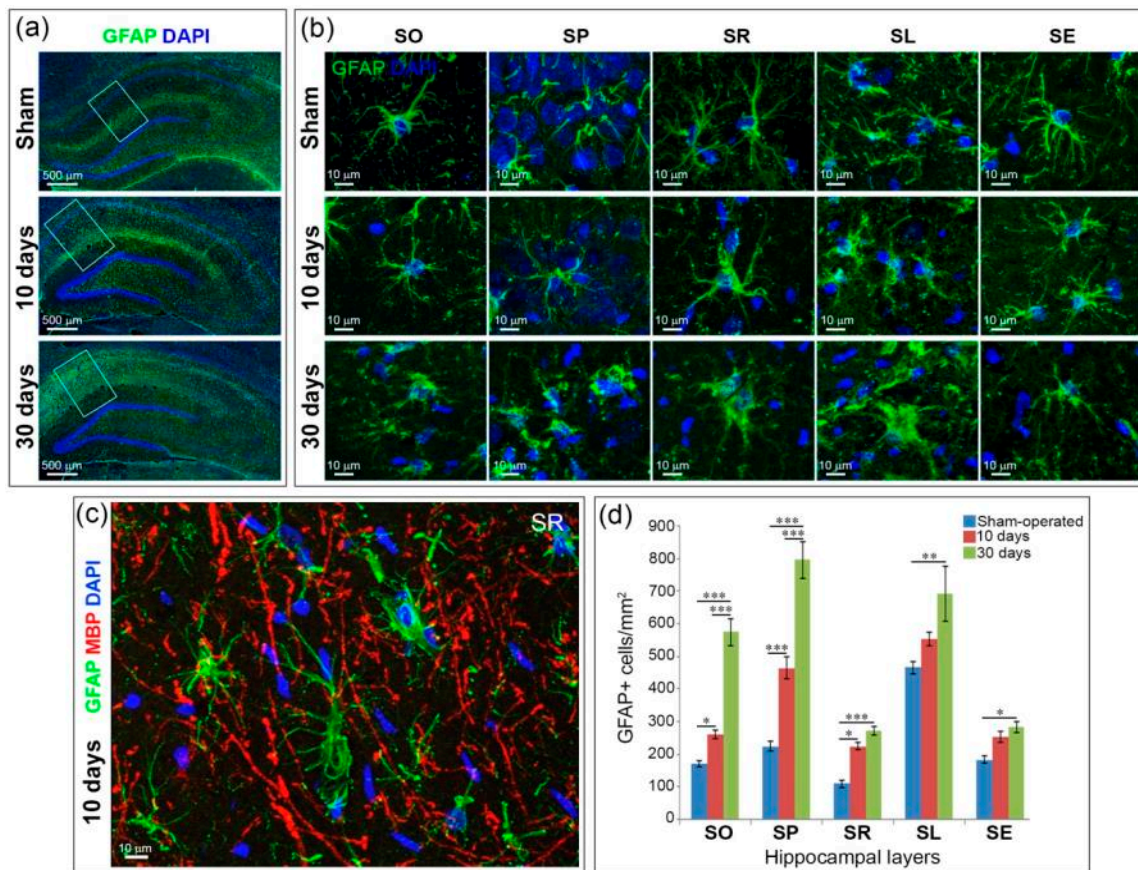 (a)
GFAP DAPI
Sham
500 µm
10 days
500 µm
30 days
500 µm
(b)
SO SP SR SL SE
GFAP DAPI
Sham
10 µm 10 µm 10 µm 10 µm 10 µm
10 days
10 µm 10 µm 10 µm 10 µm 10 µm
30 days
10 µm 10 µm 10 µm 10 µm 10 µm
(c)
SR
GFAP MBP DAPI
10 days
10 µm
(d)
Sham-operated
10 days
30 days
GFAP+ cells/mm²
900
800
700
600
500
400
300
200
100
0
*** *** * *** *** *** *** * ** *
SO SP SR SL SE
Hippocampal layers